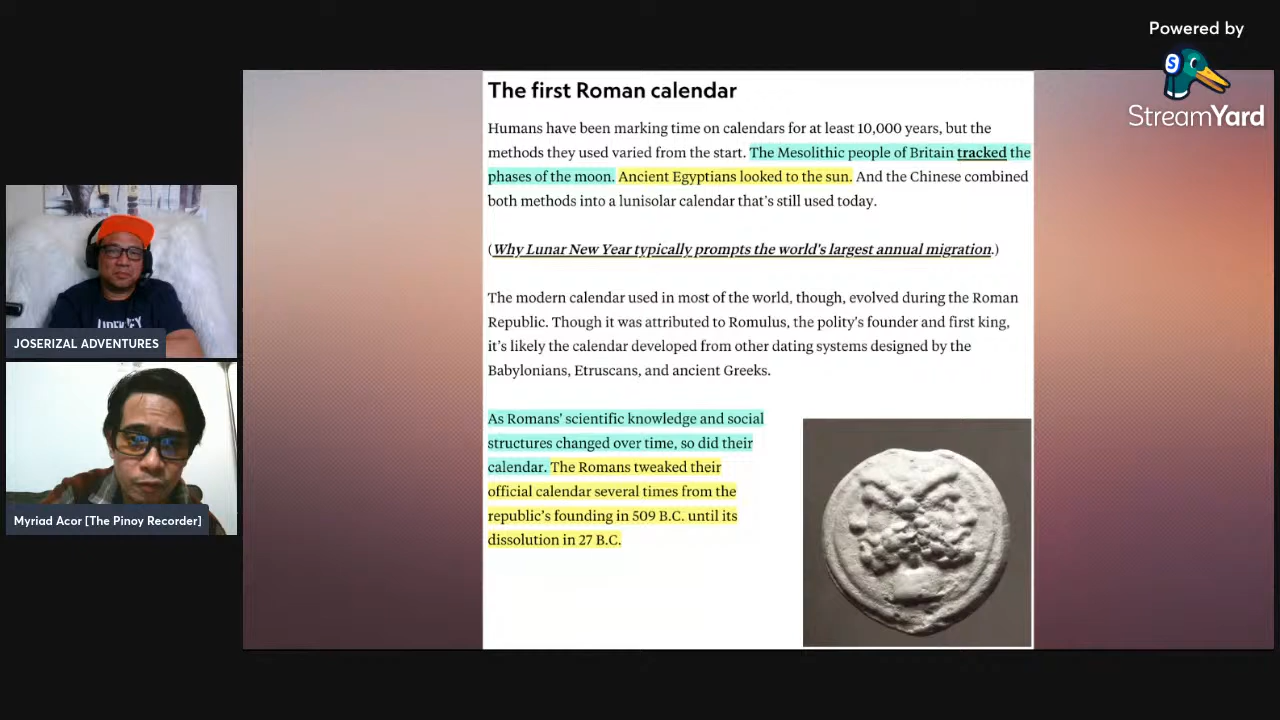 Powered by
StreamYard
The first Roman calendar
Humans have been marking time on calendars for at least 10,000 years, but the
methods they used varied from the start. The Mesolithic people of Britain tracked the
phases of the moon. Ancient Egyptians looked to the sun. And the Chinese combined
both methods into a lunisolar calendar that's still used today.
(Why Lunar New Year typically prompts the world's largest annual migration.)
The modern calendar used in most of the world, though, evolved during the Roman
Republic. Though it was attributed to Romulus, the polity's founder and first king,
it's likely the calendar developed from other dating systems designed by the
Babylonians, Etruscans, and ancient Greeks.
As Romans' scientific knowledge and social
structures changed over time, so did their
calendar. The Romans tweaked their
official calendar several times from the
republic's founding in 509 B.C. until its
dissolution in 27 B.C.
JOSERIZAL ADVENTURES
Myriad Acor [The Pinoy Recorder]